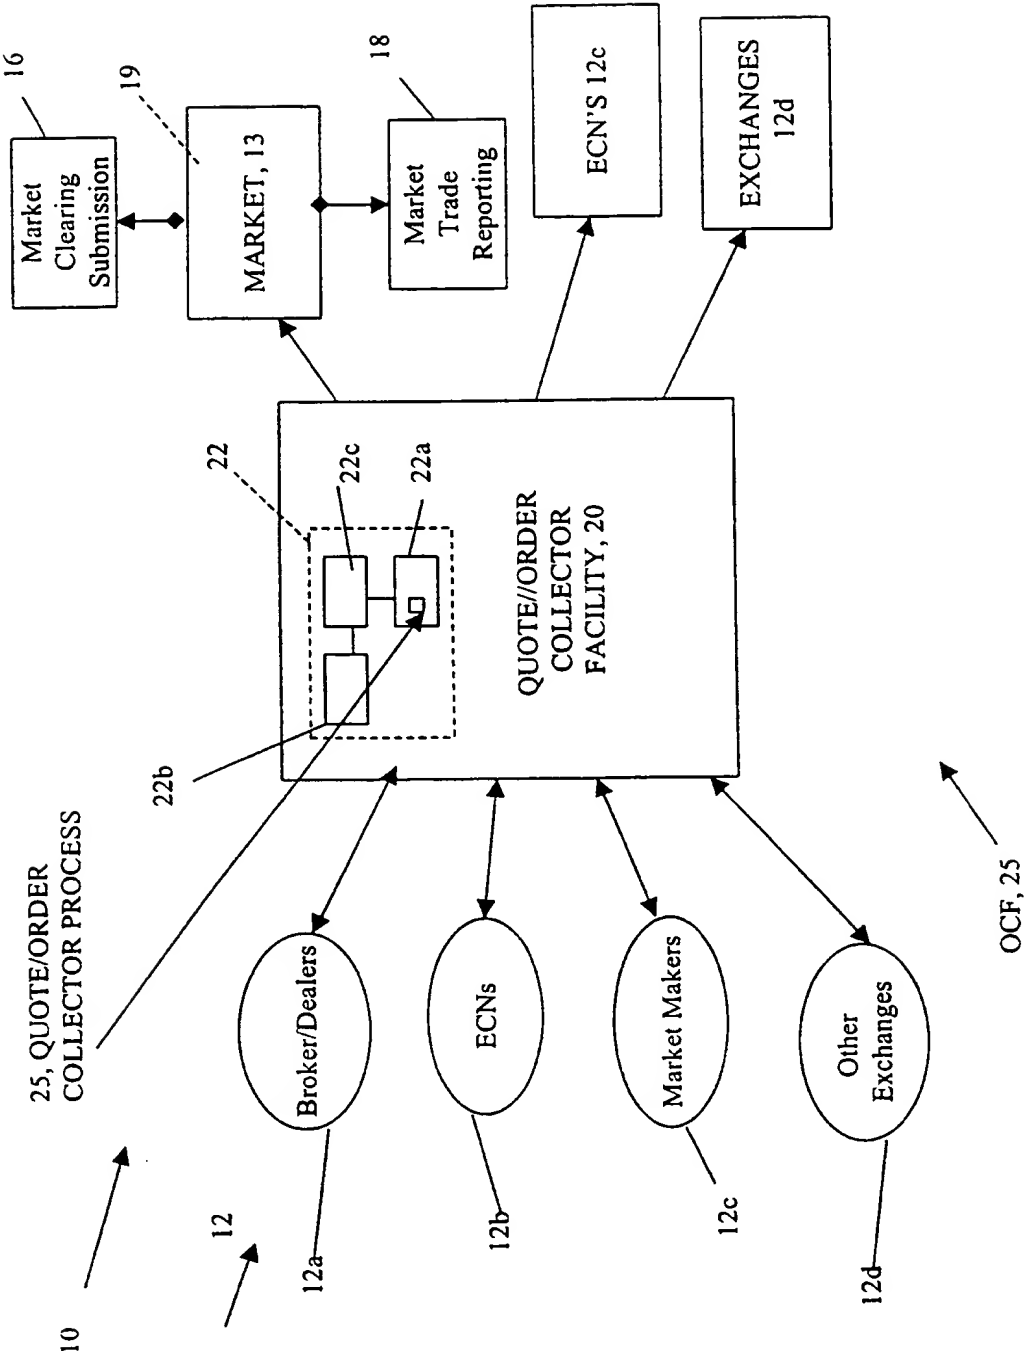 10
25, QUOTE/ORDER
COLLECTOR PROCESS
12
12a
Broker/Dealers
12b
ECNs
12c
Market Makers
12d
Other
Exchanges
22b
22
22c
22a
QUOTE//ORDER
COLLECTOR
FACILITY, 20
16
Market
Clearing
Submission
19
MARKET, 13
18
Market
Trade
Reporting
ECN'S 12c
EXCHANGES
12d
OCF, 25